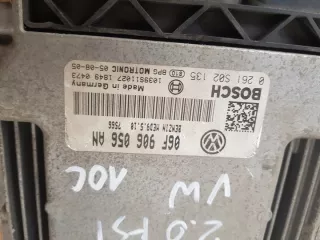 06F 906 056 AN
BENZIN MED9.5.10 7566
BOSCH
Made in Germany
0 261 S02 135
1039S11027 1849 0473
BPG MOTRONIC 05-08-05
VW 10C
2.0 FSI